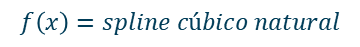 f(x) = spline cúbico natural